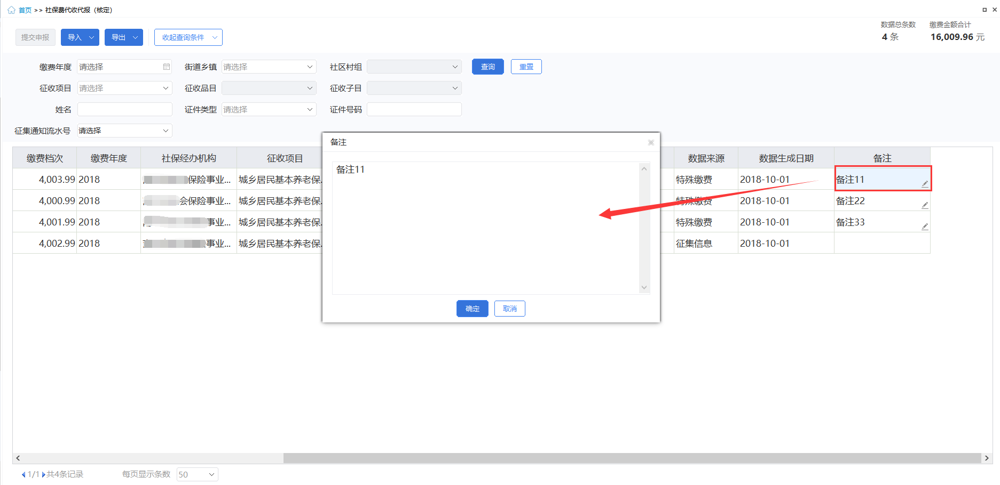 首页 >> 社保费代收代报（核定）
数据总条数 缴费金额合计
提交申报 导入 导出 收起查询条件
4 条 16,009.96 元
缴费年度 请选择 街道乡镇 请选择 社区村组 查询 重置
征收项目 请选择 征收品目 征收子目
姓名 证件类型 请选择 证件号码
征集通知流水号 请选择
备注
缴费档次 缴费年度 社保经办机构 征收项目 数据来源 数据生成日期 备注
备注11
4,003.99 2018 保险事业... 城乡居民基本养老保. 特殊缴费 2018-10-01 备注11
4,000.99 2018 会保险事业... 城乡居民基本养老保. 特殊缴费 2018-10-01 备注22
4,001.99 2018 事业... 城乡居民基本养老保. 特殊缴费 2018-10-01 备注33
4,002.99 2018 事业... 城乡居民基本养老保. 征集信息 2018-10-01
确定 取消
1/1 共4条记录 每页显示条数 50